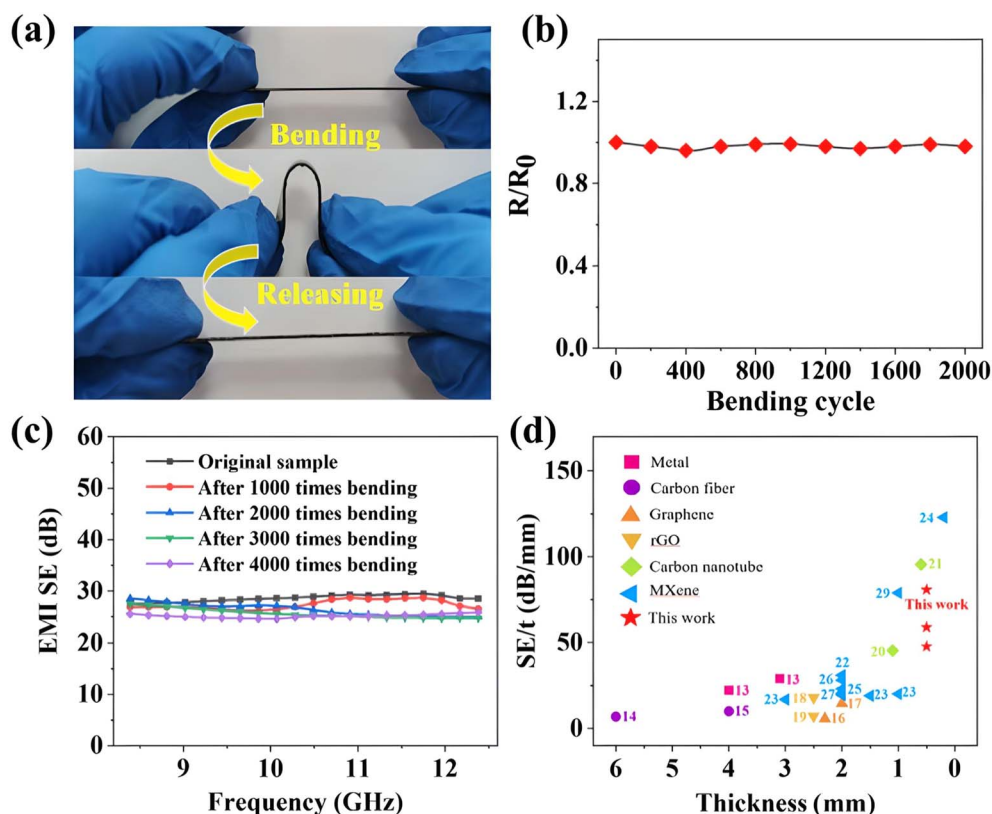 (a)
Bending
Releasing
(b)
R/R0
1.2
0.8
0.4
0.0
0 400 800 1200 1600 2000
Bending cycle
(c)
EMI SE (dB)
60
50
40
30
20
10
0
Original sample
After 1000 times bending
After 2000 times bending
After 3000 times bending
After 4000 times bending
9 10 11 12
Frequency (GHz)
(d)
SE/t (dB/mm)
150
100
50
0
Metal
Carbon fiber
Graphene
rGO
Carbon nanotube
MXene
This work
24
21
29
This work
20
22
26
25
27
23
23
23
13
13
18
17
14
15
19
16
6 5 4 3 2 1 0
Thickness (mm)